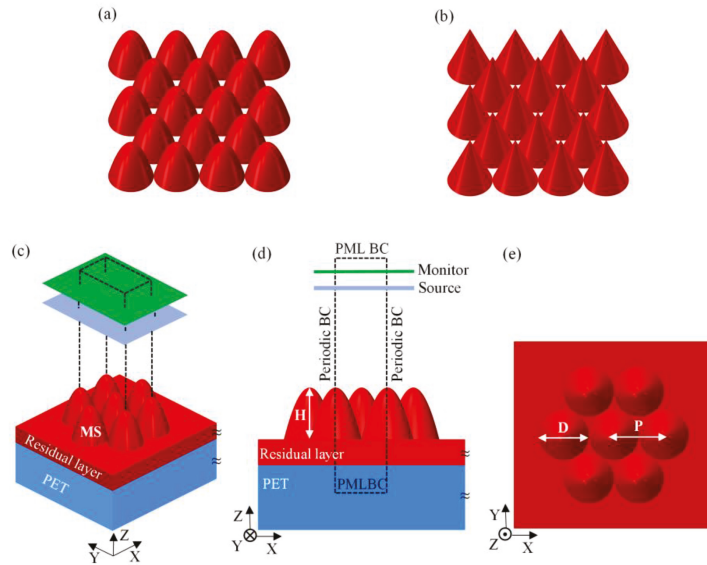 (a)
(b)
(c)
MS
Residual layer
PET
Z
Y
X
(d)
PML BC
Monitor
Source
Periodic BC
Periodic BC
H
Residual layer
PET
PMLBC
Z
Y
X
(e)
D
P
Y
Z
X